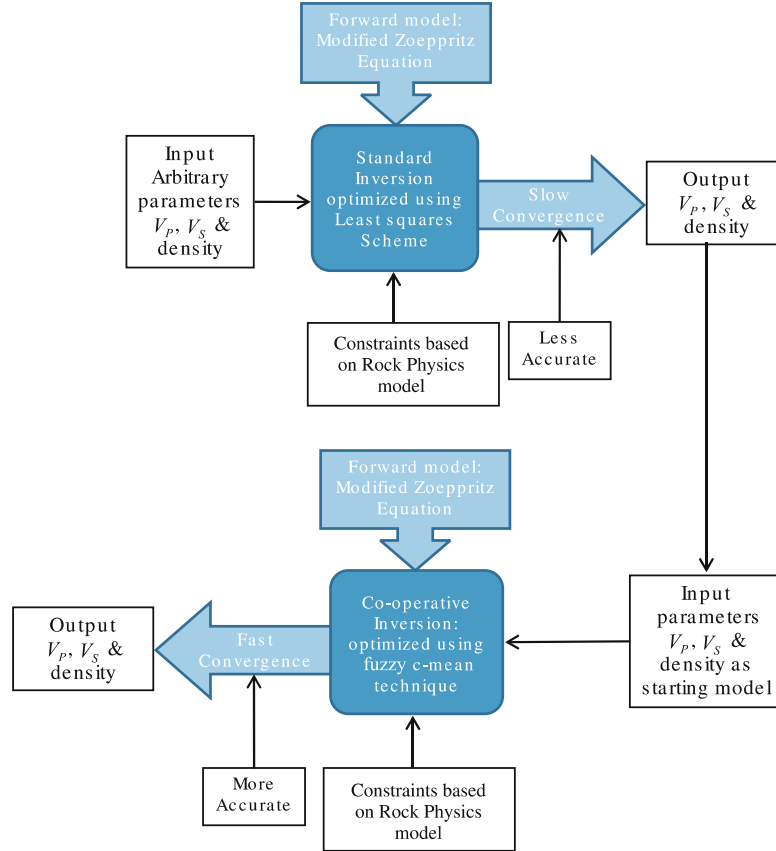 Forward model:
Modified Zoeppritz
Equation
Input
Arbitrary
parameters
V_P, V_S &
density
Standard
Inversion
optimized using
Least squares
Scheme
Slow
Convergence
Output
V_P, V_S &
density
Constraints based
on Rock Physics
model
Less
Accurate
Forward model:
Modified Zoeppritz
Equation
Output
V_P, V_S &
density
Fast
Convergence
Co-operative
Inversion:
optimized using
fuzzy c-mean
technique
Input
parameters
V_P, V_S &
density as
starting model
More
Accurate
Constraints based
on Rock Physics
model